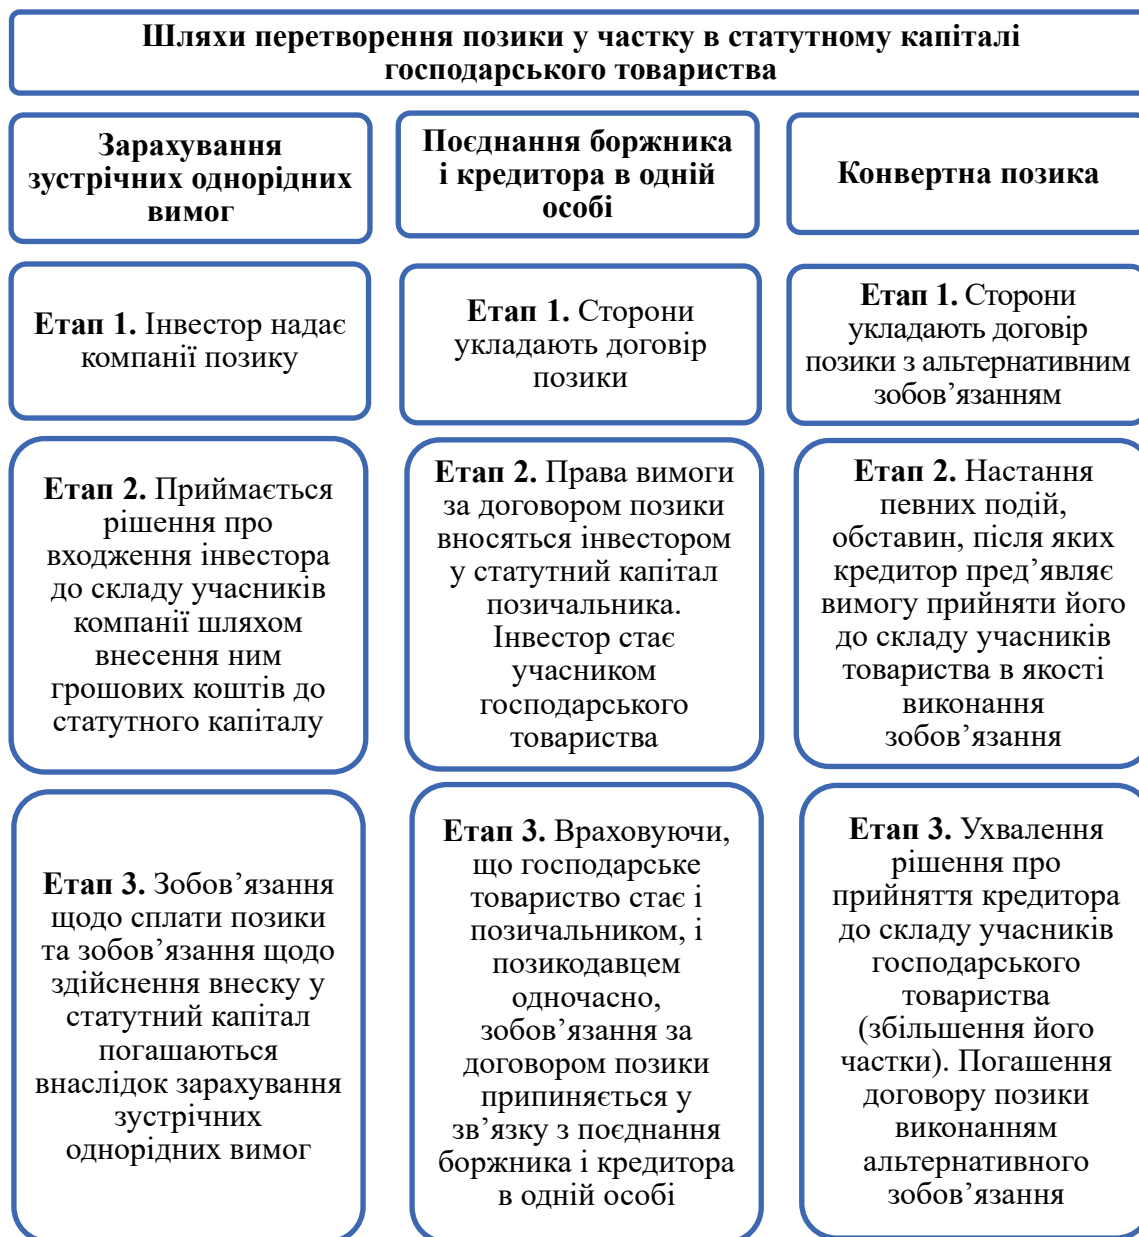 Шляхи перетворення позики у частку в статутному капіталі
господарського товариства
Зарахування
зустрічних однорідних
вимог
Поєднання боржника
і кредитора в одній
особі
Конвертна позика
Етап 1. Інвестор надає
компанії позику
Етап 1. Сторони
укладають договір
позики
Етап 1. Сторони
укладають договір
позики з альтернативним
зобов’язанням
Етап 2. Приймається
рішення про
входження інвестора
до складу учасників
компанії шляхом
внесення ним
грошових коштів до
статутного капіталу
Етап 2. Права вимоги
за договором позики
вносяться інвестором
у статутний капітал
позичальника.
Інвестор стає
учасником
господарського
товариства
Етап 2. Настання
певних подій,
обставин, після яких
кредитор пред’являє
вимогу прийняти його
до складу учасників
товариства в якості
виконання
зобов’язання
Етап 3. Зобов’язання
щодо сплати позики
та зобов’язання щодо
здійснення внеску у
статутний капітал
погашаються
внаслідок зарахування
зустрічних
однорідних вимог
Етап 3. Враховуючи,
що господарське
товариство стає і
позичальником, і
позикодавцем
одночасно,
зобов’язання за
договором позики
припиняється у
зв’язку з поєднання
боржника і кредитора
в одній особі
Етап 3. Ухвалення
рішення про
прийняття кредитора
до складу учасників
господарського
товариства
(збільшення його
частки). Погашення
договору позики
виконанням
альтернативного
зобов’язання